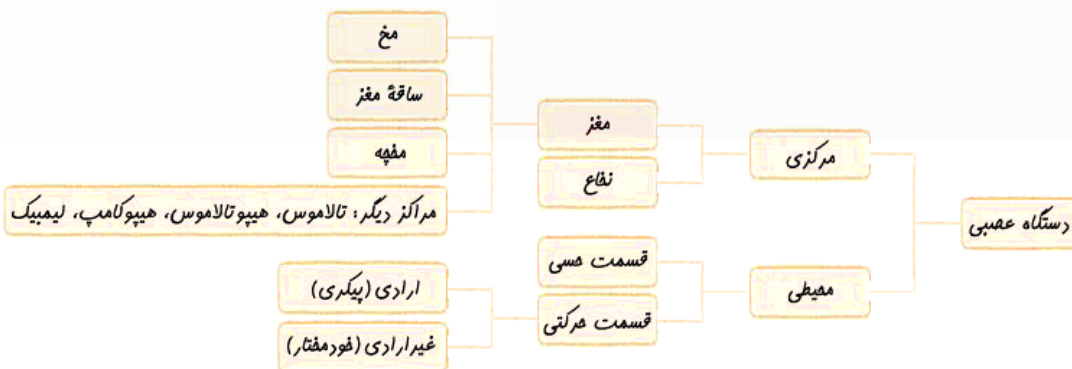 دستگاه عصبی
مرکزی
مغز
مخ
ساقهٔ مغز
مخچه
مراکز دیگر: تالاموس، هیپوتالاموس، هیپوکامپ، لیمبیک
نخاع
محیطی
قسمت حسی
قسمت حرکتی
ارادی (پیکری)
غیرارادی (خودمختار)